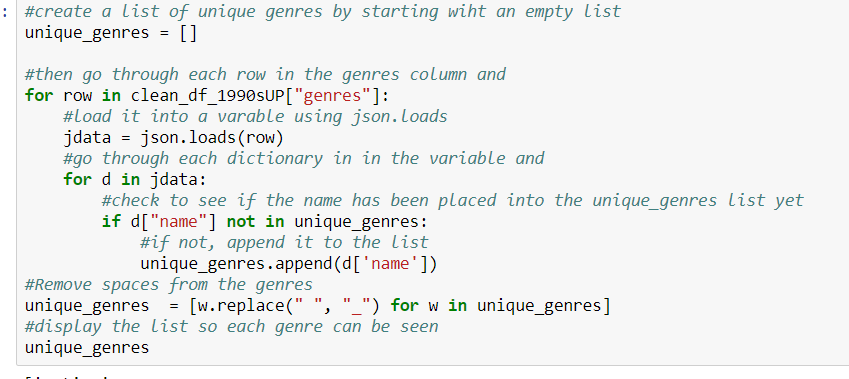 : #create a list of unique genres by starting wiht an empty list
unique_genres = []
#then go through each row in the genres column and
for row in clean_df_1990sUP["genres"]:
#load it into a varable using json.loads
jdata = json.loads(row)
#go through each dictionary in in the variable and
for d in jdata:
#check to see if the name has been placed into the unique_genres list yet
if d["name"] not in unique_genres:
#if not, append it to the list
unique_genres.append(d['name'])
#Remove spaces from the genres
unique_genres  = [w.replace(" ", "_") for w in unique_genres]
#display the list so each genre can be seen
unique_genres